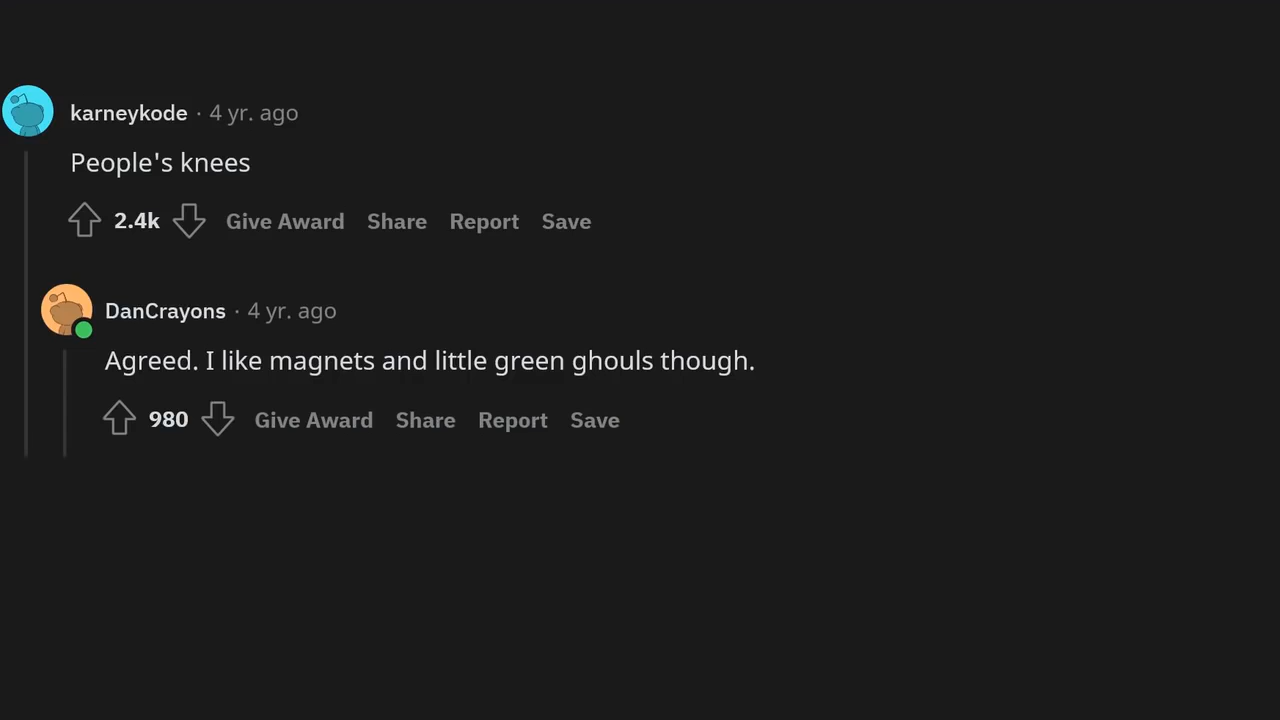 karneykode · 4 yr. ago
People's knees
2.4k Give Award Share Report Save
DanCrayons · 4 yr. ago
Agreed. I like magnets and little green ghouls though.
980 Give Award Share Report Save